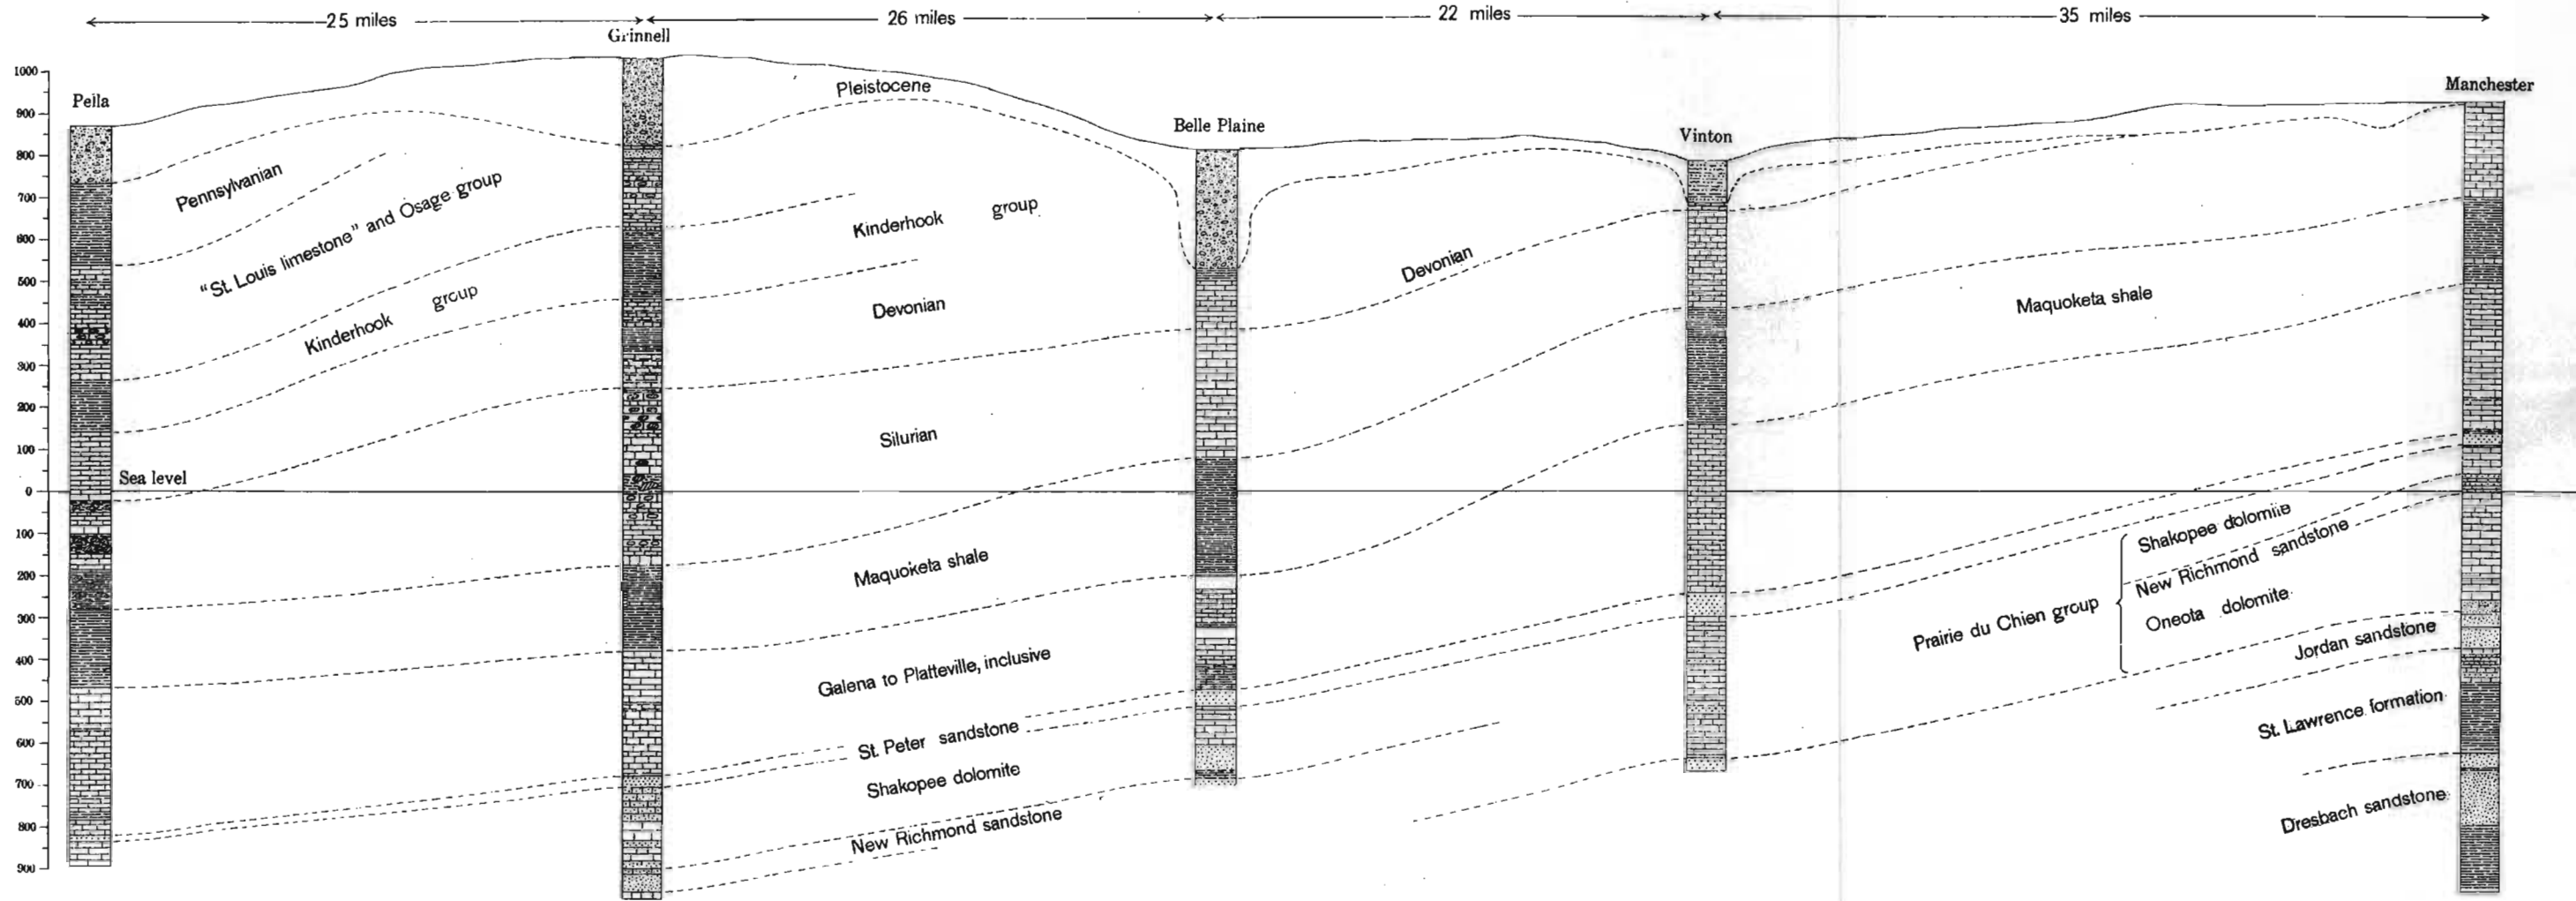 25 miles
26 miles
22 miles
35 miles
Grinnell
Pella
Belle Plaine
Vinton
Manchester
1000
900
800
700
600
500
400
300
200
100
0
100
200
300
400
500
600
700
800
900
Sea level
Pleistocene
Pennsylvanian
"St. Louis limestone" and Osage group
Kinderhook group
Kinderhook group
Devonian
Devonian
Silurian
Maquoketa shale
Maquoketa shale
Galena to Platteville, inclusive
St. Peter sandstone
Shakopee dolomite
New Richmond sandstone
Prairie du Chien group
Shakopee dolomite
New Richmond sandstone
Oneota dolomite
Jordan sandstone
St. Lawrence formation
Dresbach sandstone